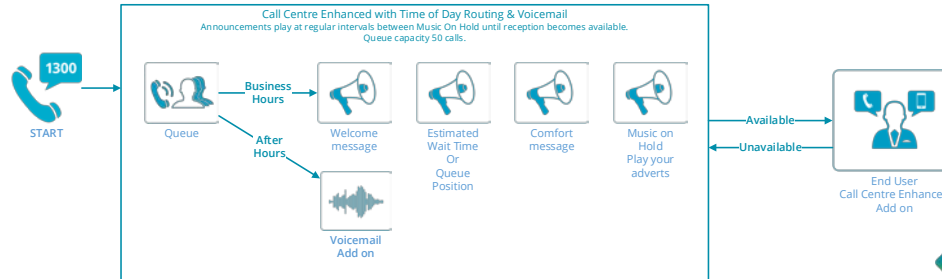 Call Centre Enhanced with Time of Day Routing & Voicemail
Announcements play at regular intervals between Music On Hold until reception becomes available.
Queue capacity 50 calls.
1300
START
Queue
Business
Hours
After
Hours
Welcome
message
Estimated
Wait Time
Or
Queue
Position
Comfort
message
Music on
Hold
Play your
adverts
Voicemail
Add on
Available
Unavailable
End User
Call Centre Enhance
Add on